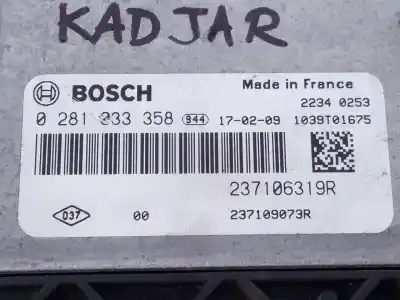 KADJAR
BOSCH
Made in France
2234 0253
0 281 033 358 944 17-02-09 1039T01675
237106319R
037 00 237109073R